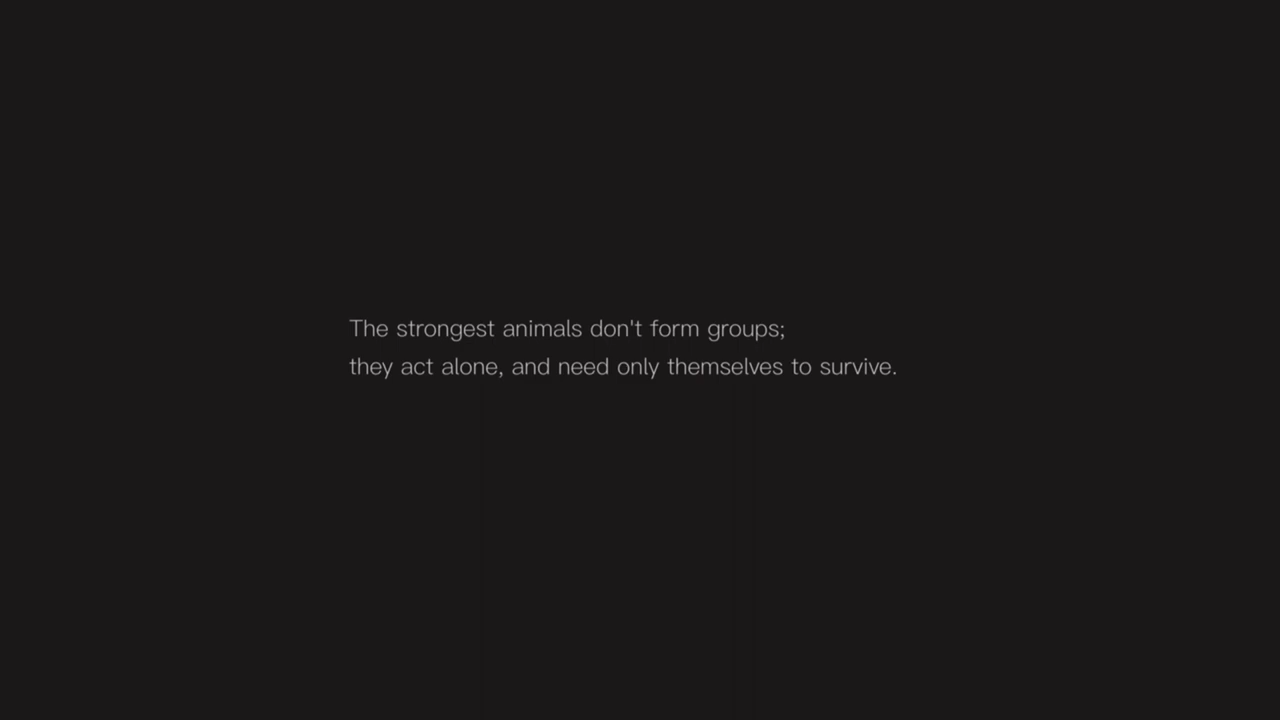 The strongest animals don't form groups;
they act alone, and need only themselves to survive.